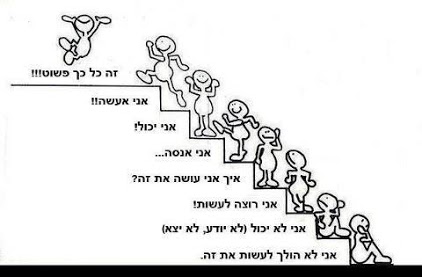 זה כל כך פשוט!!!
אני אעשה!!
אני יכול!
אני אנסה...
איך אני עושה את זה?
אני רוצה לעשות!
אני לא יכול (לא יודע, לא יצא)
אני לא הולך לעשות את זה.